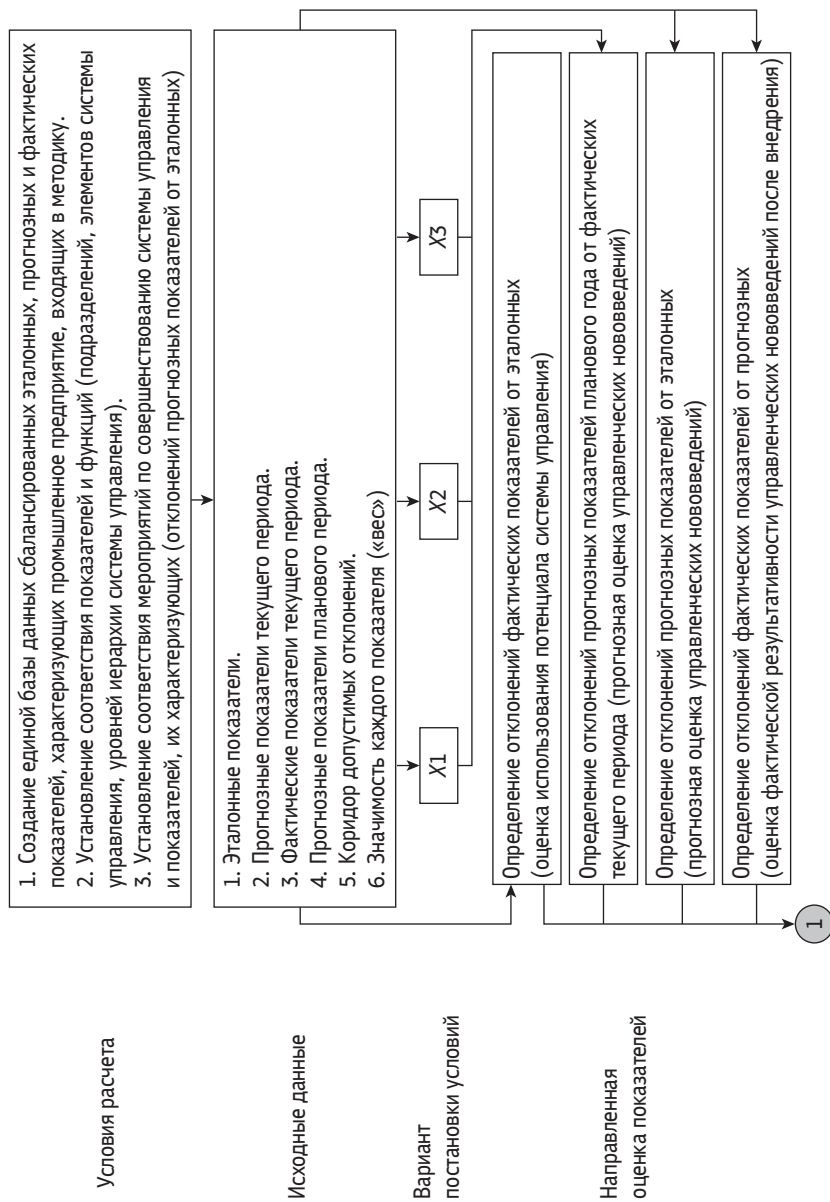 Условия расчета
1. Создание единой базы данных сбалансированных эталонных, прогнозных и фактических
показателей, характеризующих промышленное предприятие, входящих в методику.
2. Установление соответствия показателей и функций (подразделений, элементов системы
управления, уровней иерархии системы управления).
3. Установление соответствия мероприятий по совершенствованию системы управления
и показателей, их характеризующих (отклонений прогнозных показателей от эталонных)
Исходные данные
1. Эталонные показатели.
2. Прогнозные показатели текущего периода.
3. Фактические показатели текущего периода.
4. Прогнозные показатели планового периода.
5. Коридор допустимых отклонений.
6. Значимость каждого показателя («вес»)
Вариант
постановки условий
X1
X2
X3
Направленная
оценка показателей
Определение отклонений фактических показателей от эталонных
(оценка использования потенциала системы управления)
Определение отклонений прогнозных показателей планового года от фактических
текущего периода (прогнозная оценка управленческих нововведений)
Определение отклонений прогнозных показателей от эталонных
(прогнозная оценка управленческих нововведений)
Определение отклонений фактических показателей от прогнозных
(оценка фактической результативности управленческих нововведений после внедрения)
1